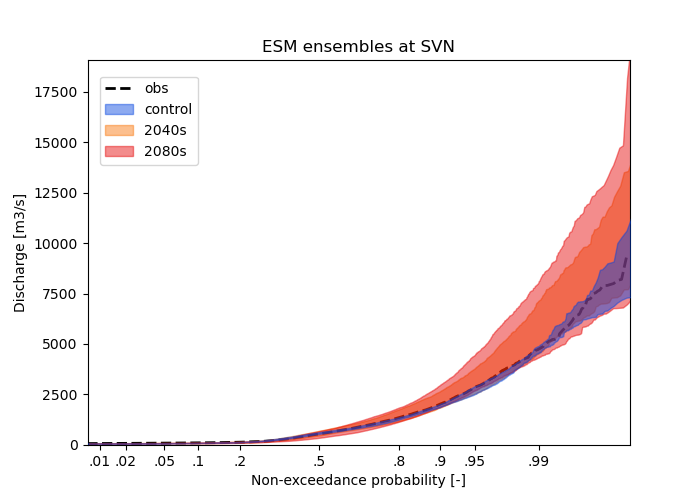 ESM ensembles at SVN
17500
15000
12500
10000
7500
5000
2500
0
Discharge [m3/s]
obs
control
2040s
2080s
.01 .02 .05 .1 .2 .5 .8 .9 .95 .99
Non-exceedance probability [-]